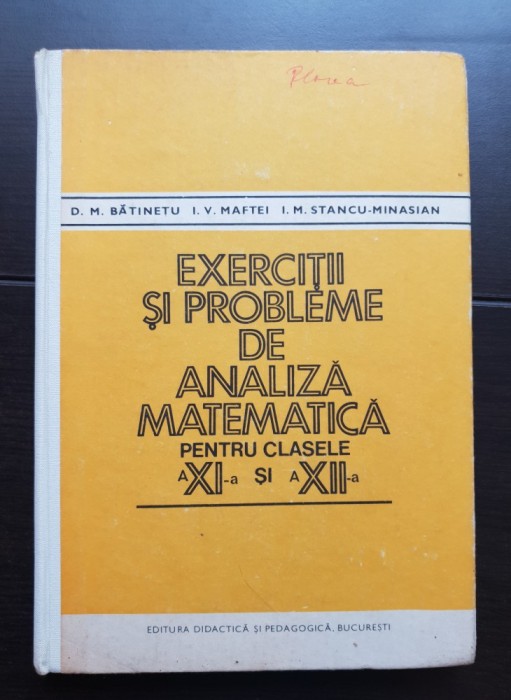 Florea
D. M. BĂTINETU I. V. MAFTEI I. M. STANCU-MINASIAN
EXERCIȚII
ȘI PROBLEME
DE
ANALIZĂ
MATEMATICĂ
PENTRU CLASELE
A XI-a ȘI A XII-a
EDITURA DIDACTICĂ ȘI PEDAGOGICĂ, BUCUREȘTI